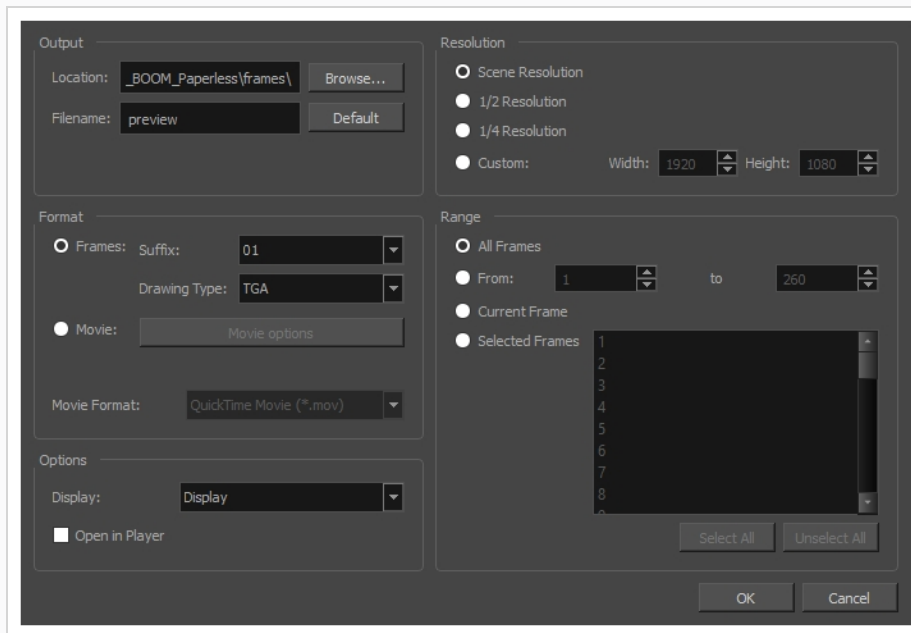 Output
Location: _BOOM_Paperless\frames\ Browse...
Filename: preview Default
Resolution
Scene Resolution
1/2 Resolution
1/4 Resolution
Custom: Width: 1920 Height: 1080
Format
Frames: Suffix: 01
Drawing Type: TGA
Movie: Movie options
Movie Format: QuickTime Movie (*.mov)
Range
All Frames
From: 1 to 260
Current Frame
Selected Frames 1
2
3
4
5
6
7
8
Options
Display: Display
Open in Player
Select All Unselect All
OK Cancel